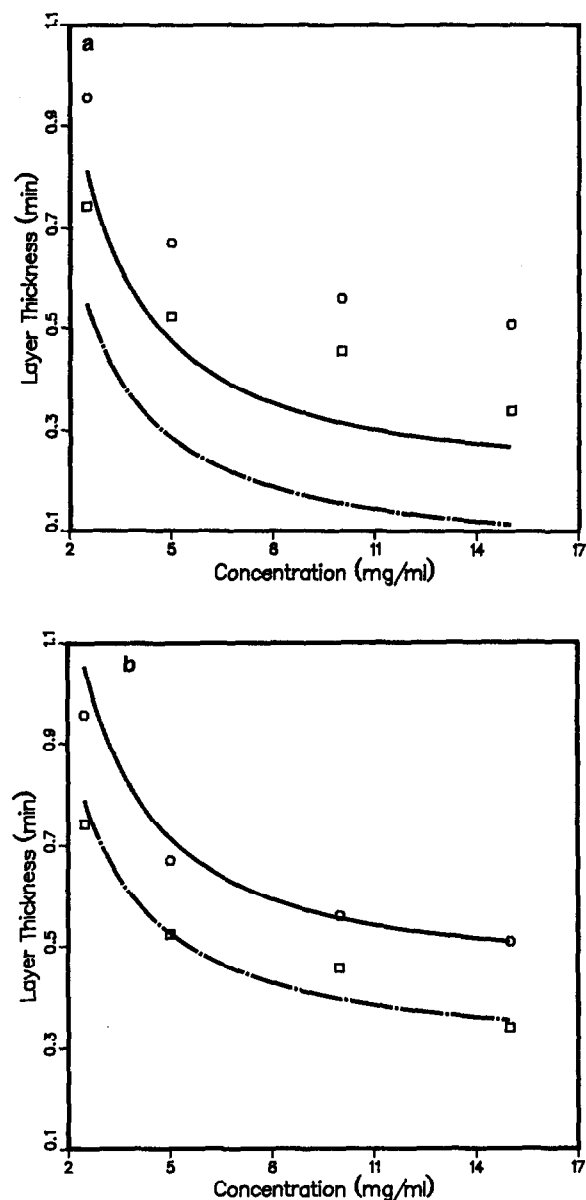 a
1.1
0.9
0.7
0.5
0.3
0.1
Layer Thickness (min)
2 5 8 11 14 17
Concentration (mg/ml)
b
1.1
0.9
0.7
0.5
0.3
0.1
Layer Thickness (min)
2 5 8 11 14 17
Concentration (mg/ml)